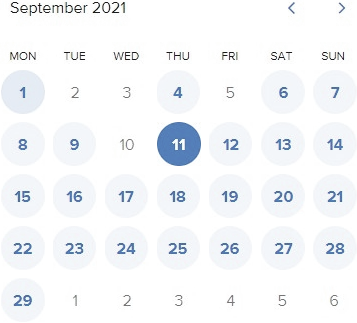 September 2021
MON TUE WED THU FRI SAT SUN
1 2 3 4 5 6 7
8 9 10 11 12 13 14
15 16 17 18 19 20 21
22 23 24 25 26 27 28
29 1 2 3 4 5 6